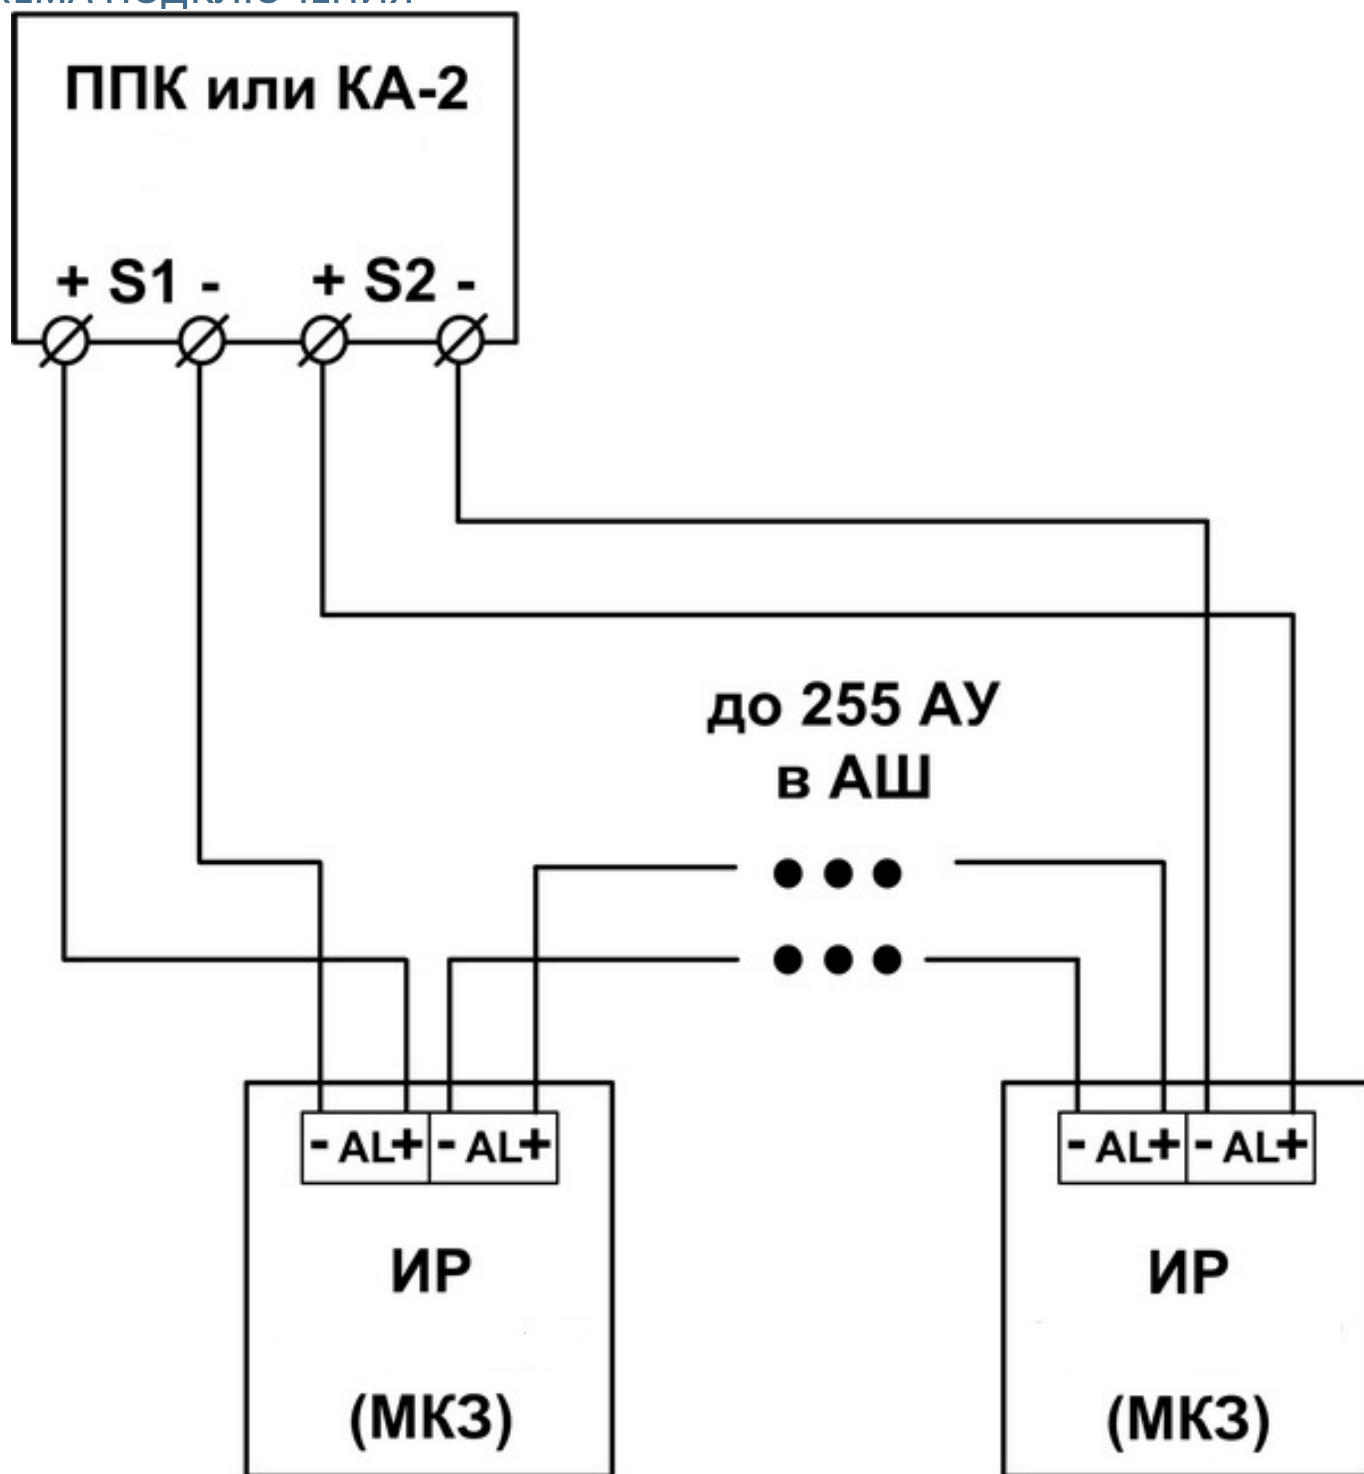 ППК или КА-2
+ S1 - + S2 -
до 255 АУ
в АШ
- AL + - AL +
- AL + - AL +
ИР
ИР
(МКЗ)
(МКЗ)